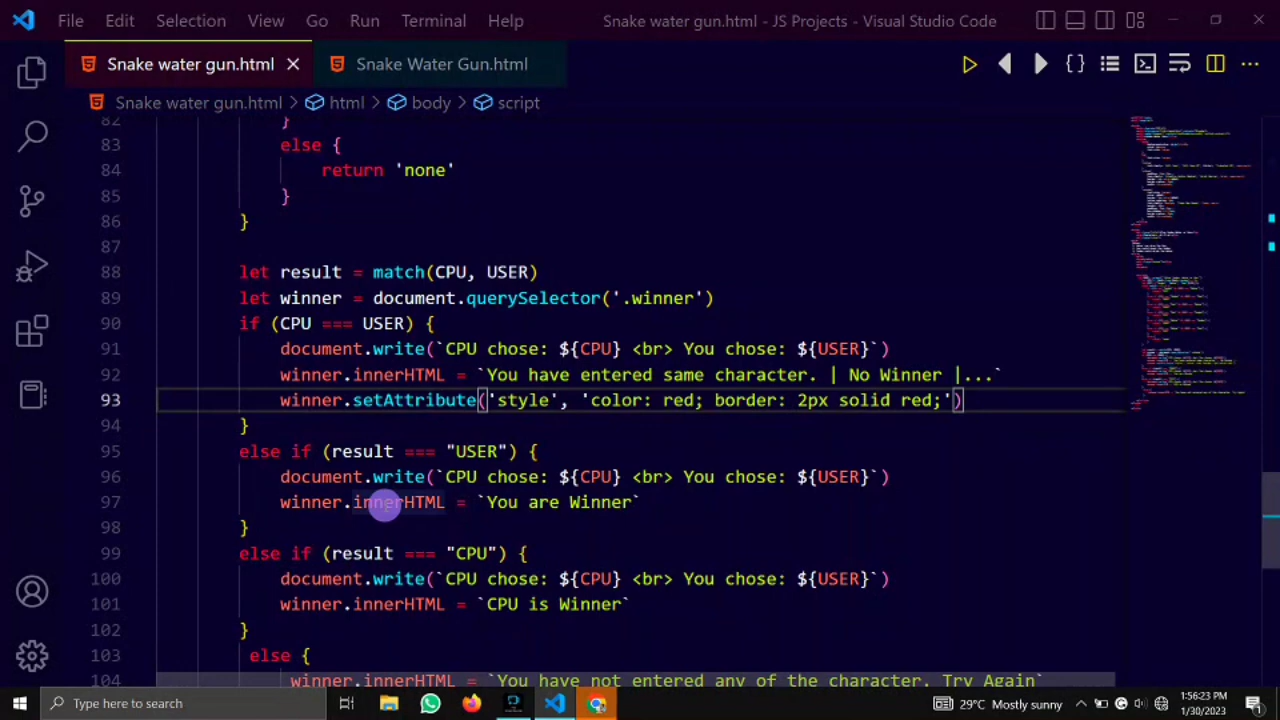 File Edit Selection View Go Run Terminal Help Snake water gun.html - JS Projects - Visual Studio Code
Snake water gun.html Snake Water Gun.html
Snake water gun.html > html > body > script
82 }
83 else {
84 return 'none'
85 }
86 }
87
88 let result = match(CPU, USER)
89 let winner = document.querySelector('.winner')
90 if (CPU === USER) {
91 document.write(`CPU chose: ${CPU} <br> You chose: ${USER}`)
92 winner.innerHTML ve entered same character. | No Winner |...`
93 winner.setAttribute('style', 'color: red; border: 2px solid red;')
94 }
95 else if (result === "USER") {
96 document.write(`CPU chose: ${CPU} <br> You chose: ${USER}`)
97 winner.innerHTML = `You are Winner`
98 }
99 else if (result === "CPU") {
100 document.write(`CPU chose: ${CPU} <br> You chose: ${USER}`)
101 winner.innerHTML = `CPU is Winner`
102 }
103 else {
104 winner.innerHTML = `You have not entered any of the character. Try Again`
Type here to search
29°C Mostly sunny
1:56:23 PM
1/30/2023
1